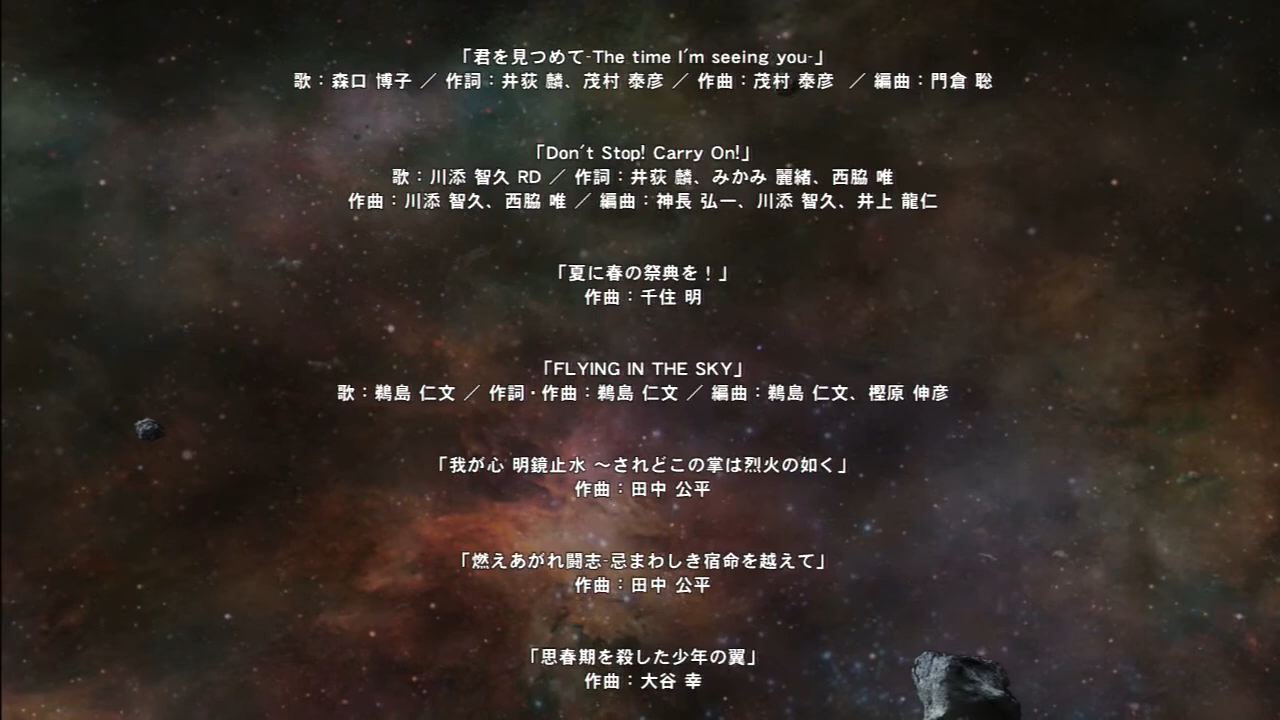 「君を見つめて-The time I´m seeing you-」
歌：森口 博子 ／ 作詞：井荻 麟、茂村 泰彦 ／ 作曲：茂村 泰彦 ／ 編曲：門倉 聡
「Don´t Stop! Carry On!」
歌：川添 智久 RD ／ 作詞：井荻 麟、みかみ 麗緒、西脇 唯
作曲：川添 智久、西脇 唯 ／ 編曲：神長 弘一、川添 智久、井上 龍仁
「夏に春の祭典を！」
作曲：千住 明
「FLYING IN THE SKY」
歌：鵜島 仁文 ／ 作詞・作曲：鵜島 仁文 ／ 編曲：鵜島 仁文、樫原 伸彦
「我が心 明鏡止水 ～されどこの掌は烈火の如く」
作曲：田中 公平
「燃えあがれ闘志-忌まわしき宿命を越えて」
作曲：田中 公平
「思春期を殺した少年の翼」
作曲：大谷 幸